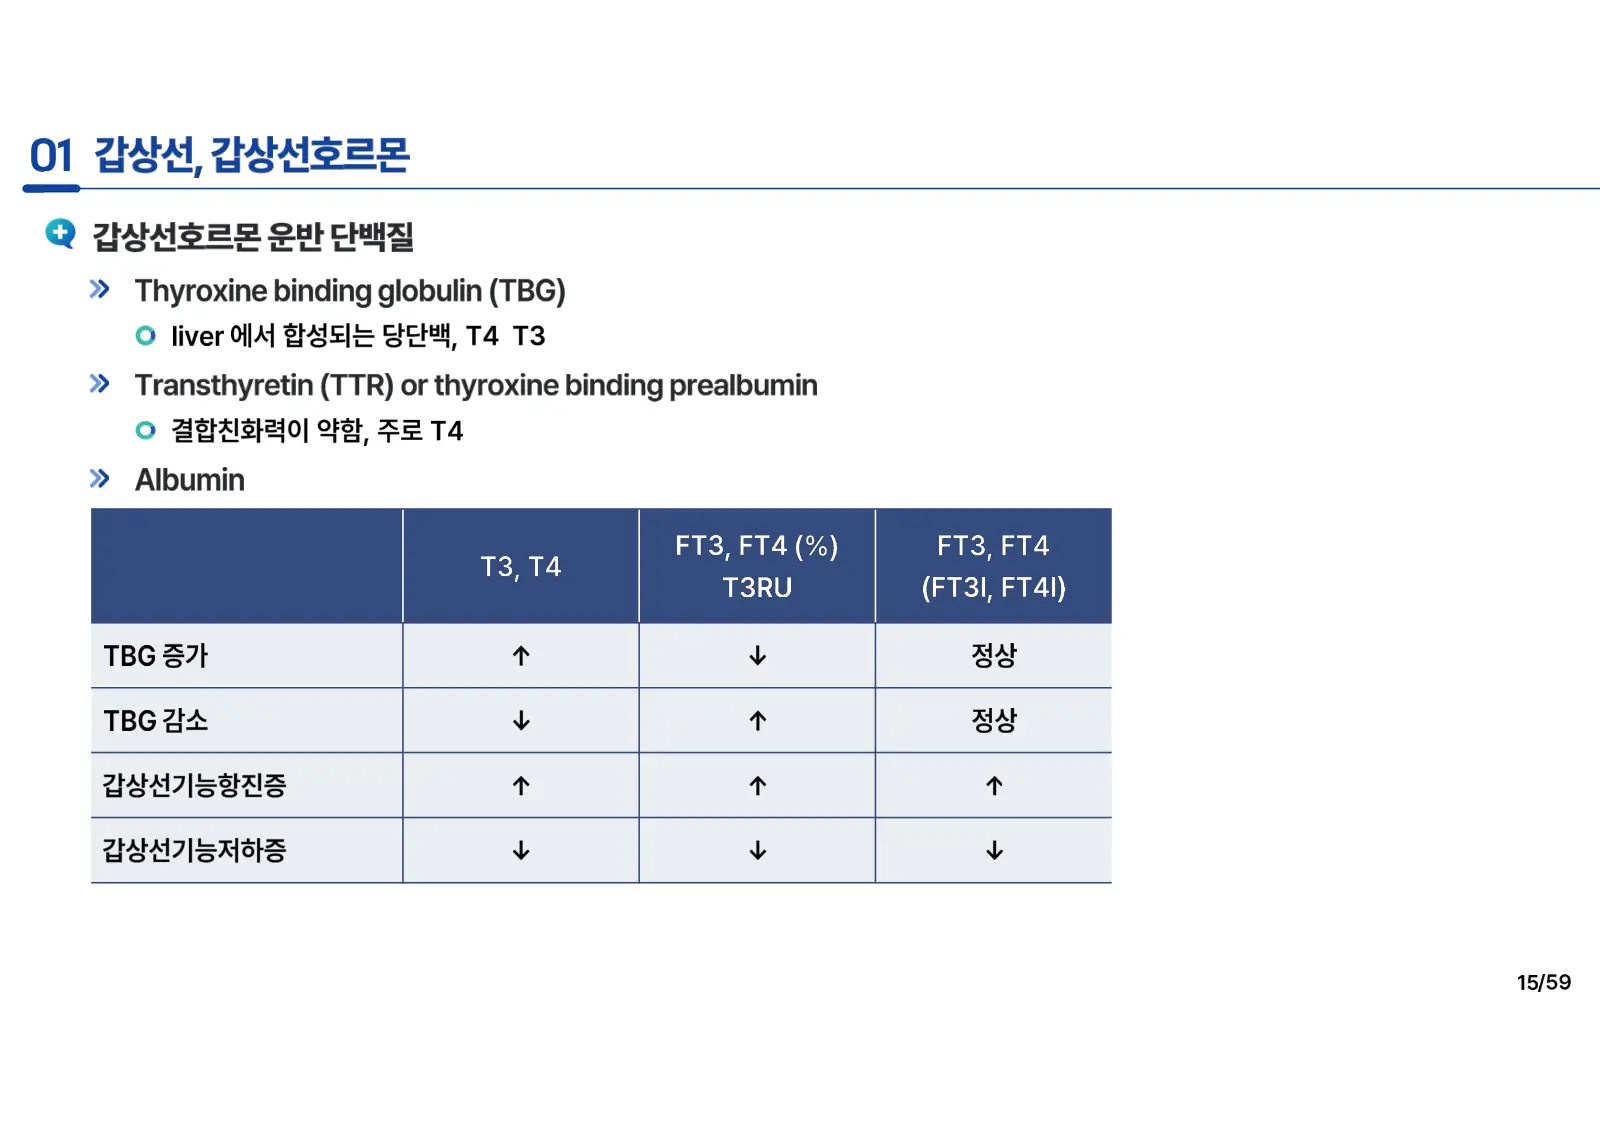 01 갑상선, 갑상선호르몬
갑상선호르몬 운반 단백질
Thyroxine binding globulin (TBG)
liver 에서 합성되는 당단백, T4 T3
Transthyretin (TTR) or thyroxine binding prealbumin
결합친화력이 약함, 주로 T4
Albumin
T3, T4
FT3, FT4 (%)
T3RU
FT3, FT4
(FT3I, FT4I)
TBG 증가 ↑ ↓ 정상
TBG 감소 ↓ ↑ 정상
갑상선기능항진증 ↑ ↑ ↑
갑상선기능저하증 ↓ ↓ ↓
15/59